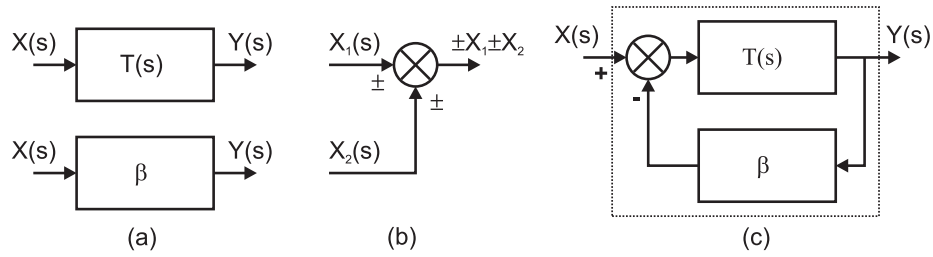 X(s)
T(s)
Y(s)
X(s)
β
Y(s)
(a)
X₁(s)
±X₁±X₂
±
±
X₂(s)
(b)
X(s)
T(s)
Y(s)
+
-
β
(c)